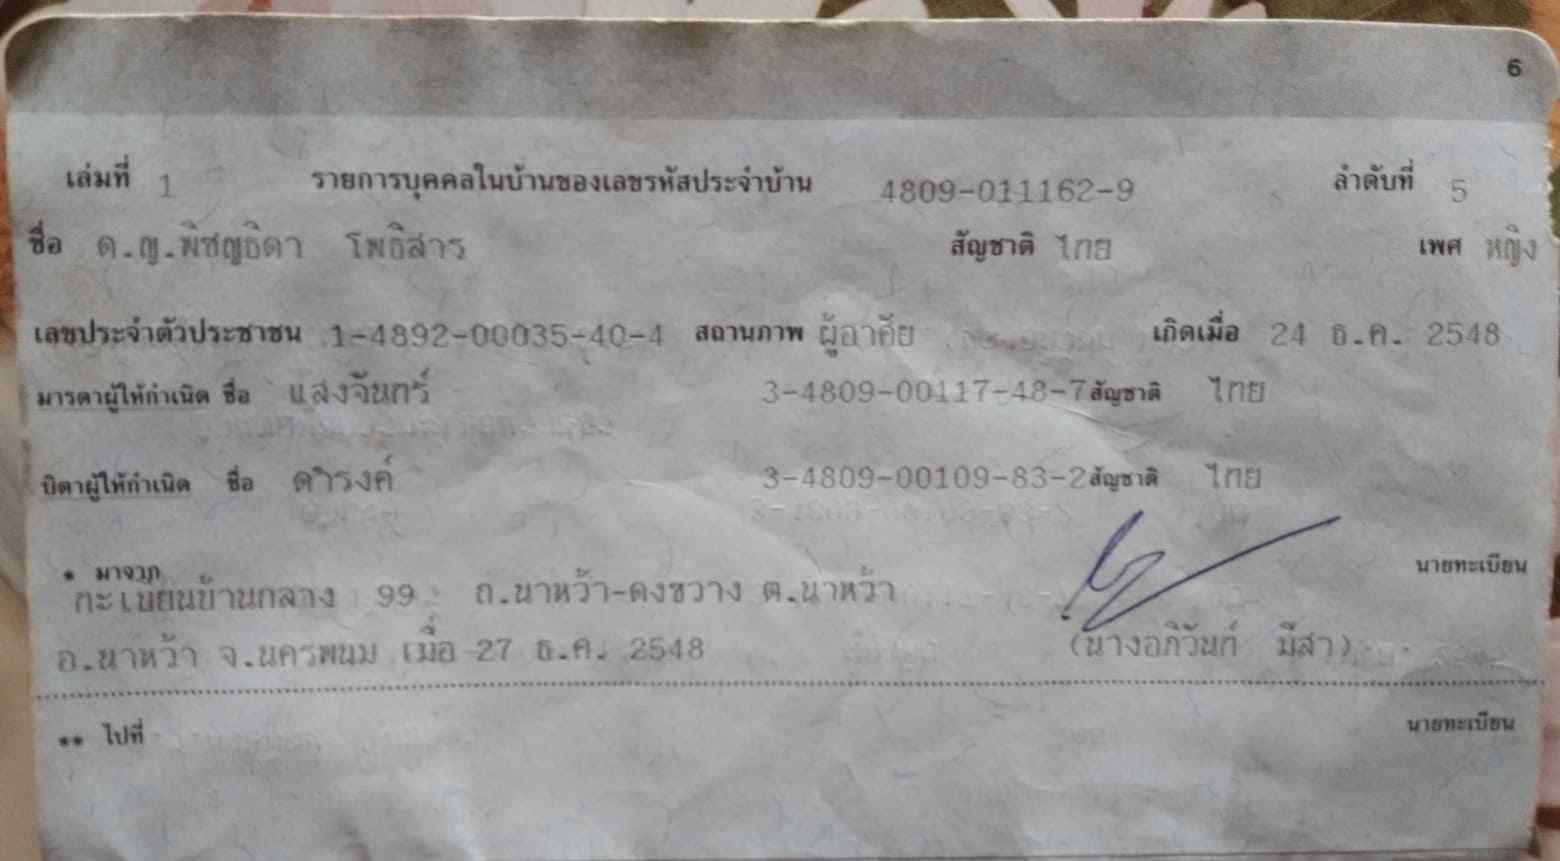 6
เล่มที่ 1 รายการบุคคลในบ้านของเลขรหัสประจำบ้าน 4809-011162-9 ลำดับที่ 5
ชื่อ ด.ญ.พิชญธิดา โพธิสาร สัญชาติ ไทย เพศ หญิง
เลขประจำตัวประชาชน 1-4892-00035-40-4 สถานภาพ ผู้อาศัย เกิดเมื่อ 24 ธ.ค. 2548
มารดาผู้ให้กำเนิด ชื่อ แสงจันทร์ 3-4809-00117-48-7 สัญชาติ ไทย
บิดาผู้ให้กำเนิด ชื่อ ดำรงค์ 3-4809-00109-83-2 สัญชาติ ไทย
* มาจาก นายทะเบียน
ทะเบียนบ้านกลาง 99 ถ.นาหว้า-ดงขวาง ต.นาหว้า
อ.นาหว้า จ.นครพนม เมื่อ 27 ธ.ค. 2548 (นางอภิวันท์ มีสา)
** ไปที่ นายทะเบียน